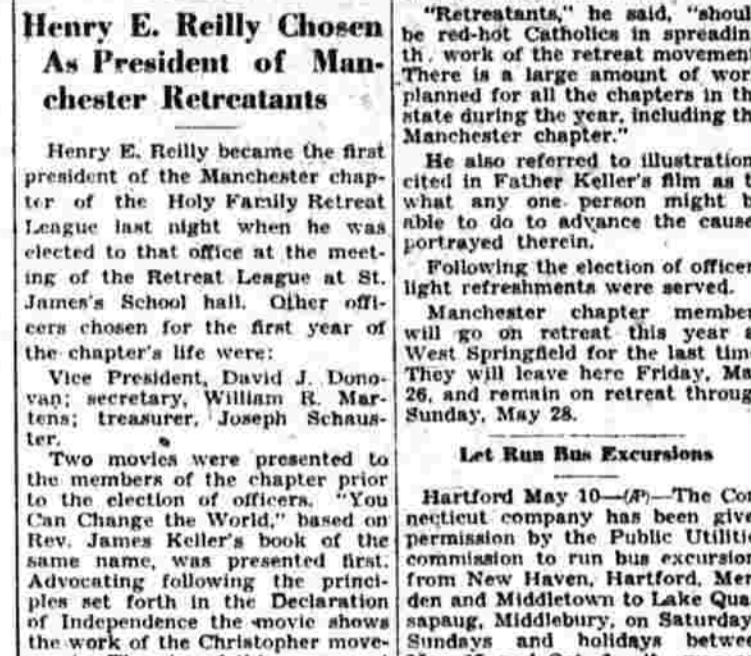 Henry E. Reilly Chosen
As President of Man-
chester Retreatants
Henry E. Reilly became the first
president of the Manchester chap-
ter of the Holy Family Retreat
League last night when he was
elected to that office at the meet-
ing of the Retreat League at St.
James's School hall. Other offi-
cers chosen for the first year of
the chapter's life were:
Vice President, David J. Dono-
van; secretary, William R. Mar-
tens; treasurer, Joseph Schaus-
ter.
Two movies were presented to
the members of the chapter prior
to the election of officers. "You
Can Change the World," based on
Rev. James Keller's book of the
same name, was presented first.
Advocating following the princi-
ples set forth in the Declaration
of Independence the movie shows
the work of the Christopher move-
"Retreatants," he said, "shoul
be red-hot Catholics in spreadin
th work of the retreat movemen
There is a large amount of wor
planned for all the chapters in th
state during the year, including th
Manchester chapter."
He also referred to illustration
cited in Father Keller's film as t
what any one person might b
able to do to advance the cause
portrayed therein.
Following the election of officer
light refreshments were served.
Manchester chapter member
will go on retreat this year a
West Springfield for the last tim
They will leave here Friday, Ma
26, and remain on retreat throug
Sunday, May 28.
Let Run Bus Excursions
Hartford May 10—(AP)—The Con
necticut company has been give
permission by the Public Utilitie
commission to run bus excursion
from New Haven, Hartford, Mer
den and Middletown to Lake Qua
sapaug, Middlebury, on Saturday
Sundays and holidays betwee